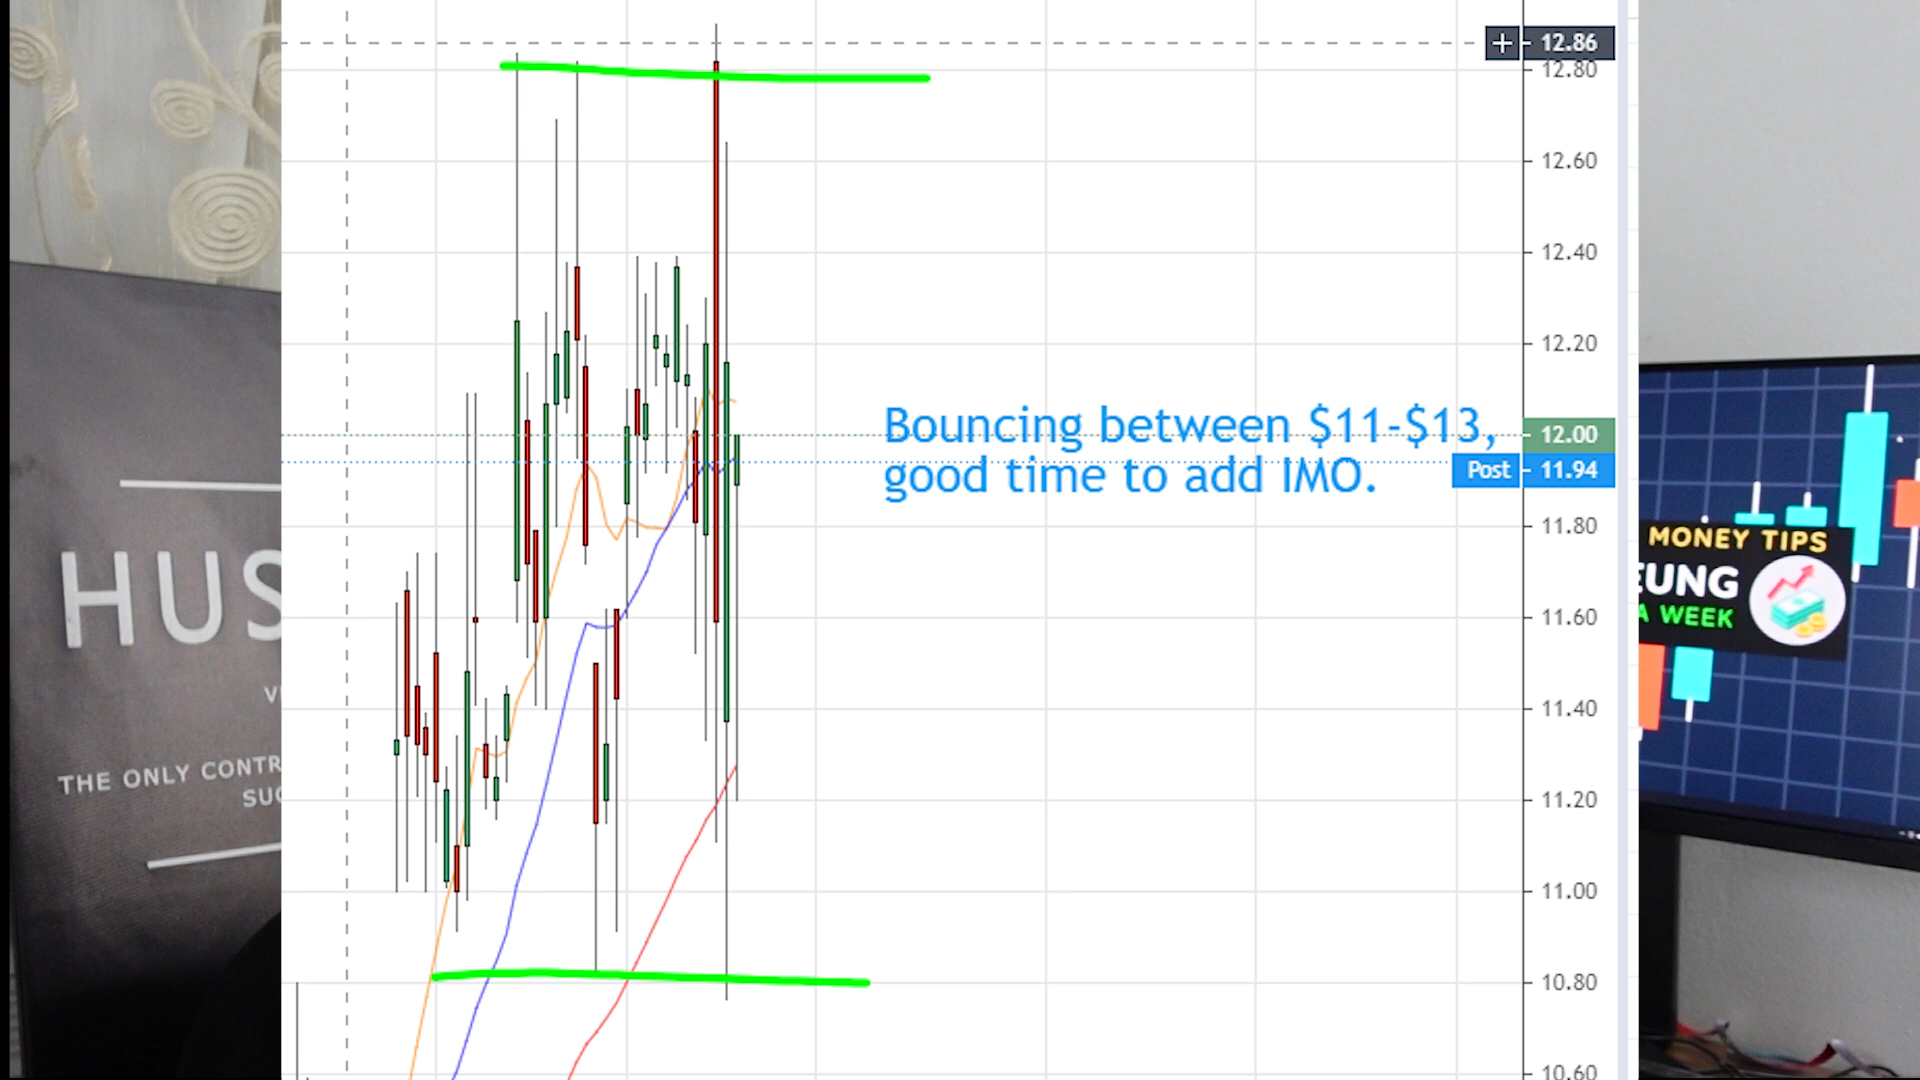 12.86
12.80
12.60
12.40
12.20
Bouncing between $11-$13,
good time to add IMO.
12.00
Post 11.94
11.80
11.60
11.40
11.20
11.00
10.80
10.60
HUS
THE ONLY CONTR
SUC
MONEY TIPS
EUNG
A WEEK